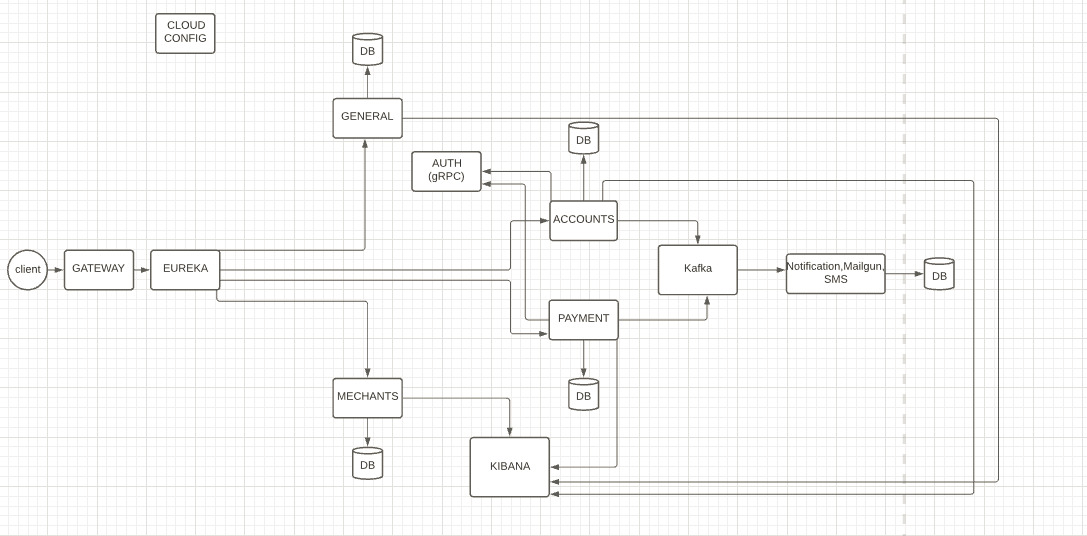 CLOUD
CONFIG
DB
GENERAL
DB
AUTH
(gRPC)
ACCOUNTS
client
GATEWAY
EUREKA
Kafka
Notification,Mailgun,
SMS
DB
PAYMENT
MECHANTS
DB
DB
KIBANA